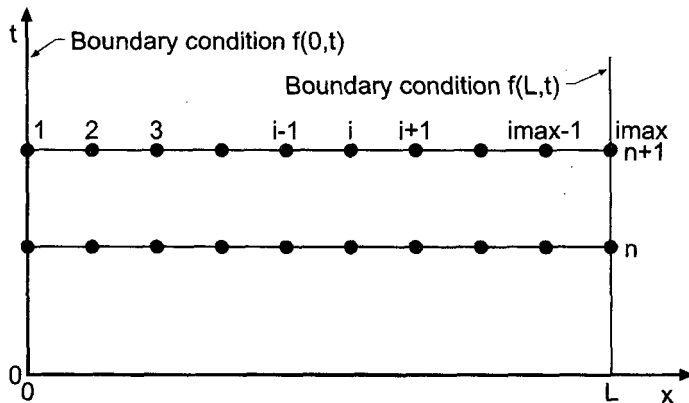 t
Boundary condition f(0,t)
Boundary condition f(L,t)
1 2 3 i-1 i i+1 imax-1 imax
n+1
n
0
0 L x